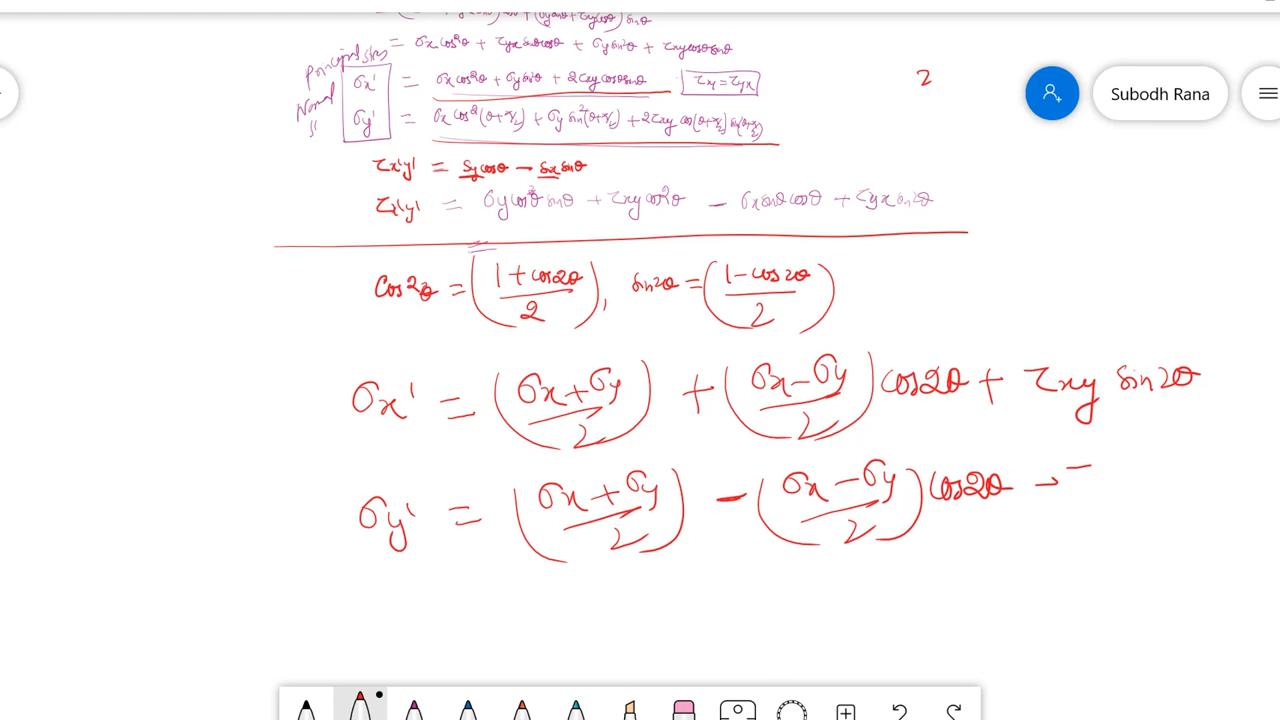 = σx cos²θ + τyx sinθcosθ + σy sin²θ + τxy cosθ sinθ
Principal stress
Normal
σx' = σx cos²θ + σy sin²θ + 2τxy cosθ sinθ τxy = τyx
2
Subodh Rana
σy' = σx cos²(θ+π/2) + σy sin²(θ+π/2) + 2τxy cos(θ+π/2) sin(θ+π/2)
τx'y' = Sy cosθ - Sx sinθ
τx'y' = σy cosθ sinθ + τxy cos²θ - σx sinθ cosθ + τyx sin²θ
cos²θ = (1 + cos2θ / 2), sin²θ = (1 - cos2θ / 2)
σx' = (σx + σy / 2) + (σx - σy / 2) cos2θ + τxy sin2θ
σy' = (σx + σy / 2) - (σx - σy / 2) cos2θ -